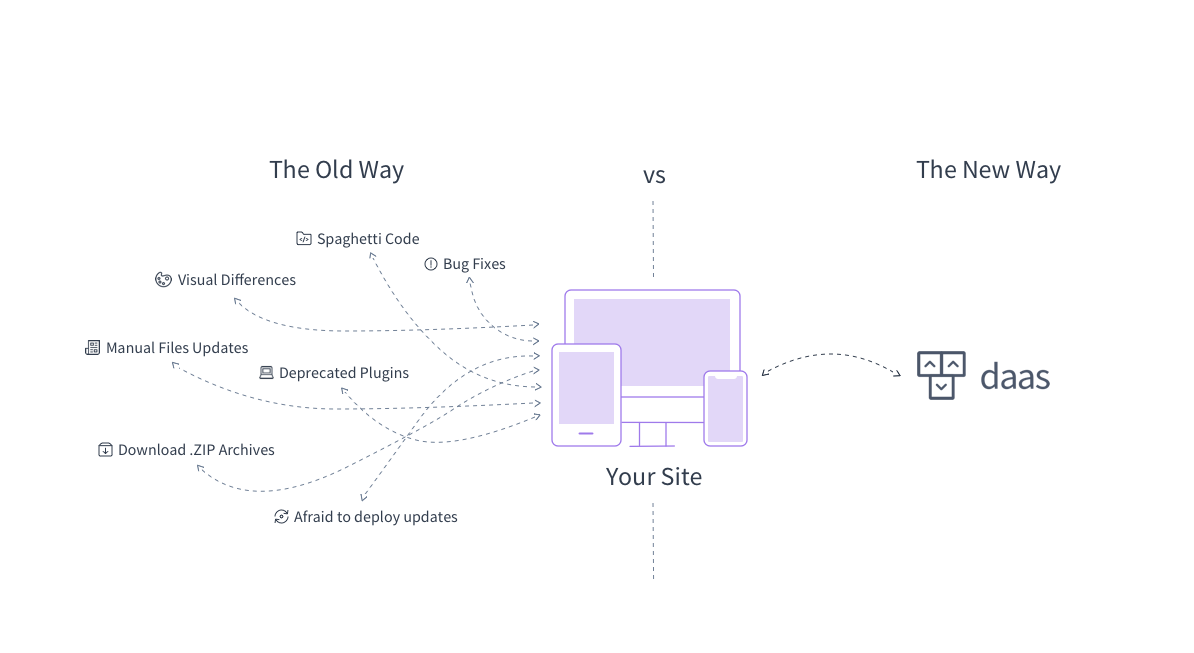 The Old Way
vs
The New Way
Spaghetti Code
Bug Fixes
Visual Differences
Manual Files Updates
Deprecated Plugins
daas
Download .ZIP Archives
Your Site
Afraid to deploy updates